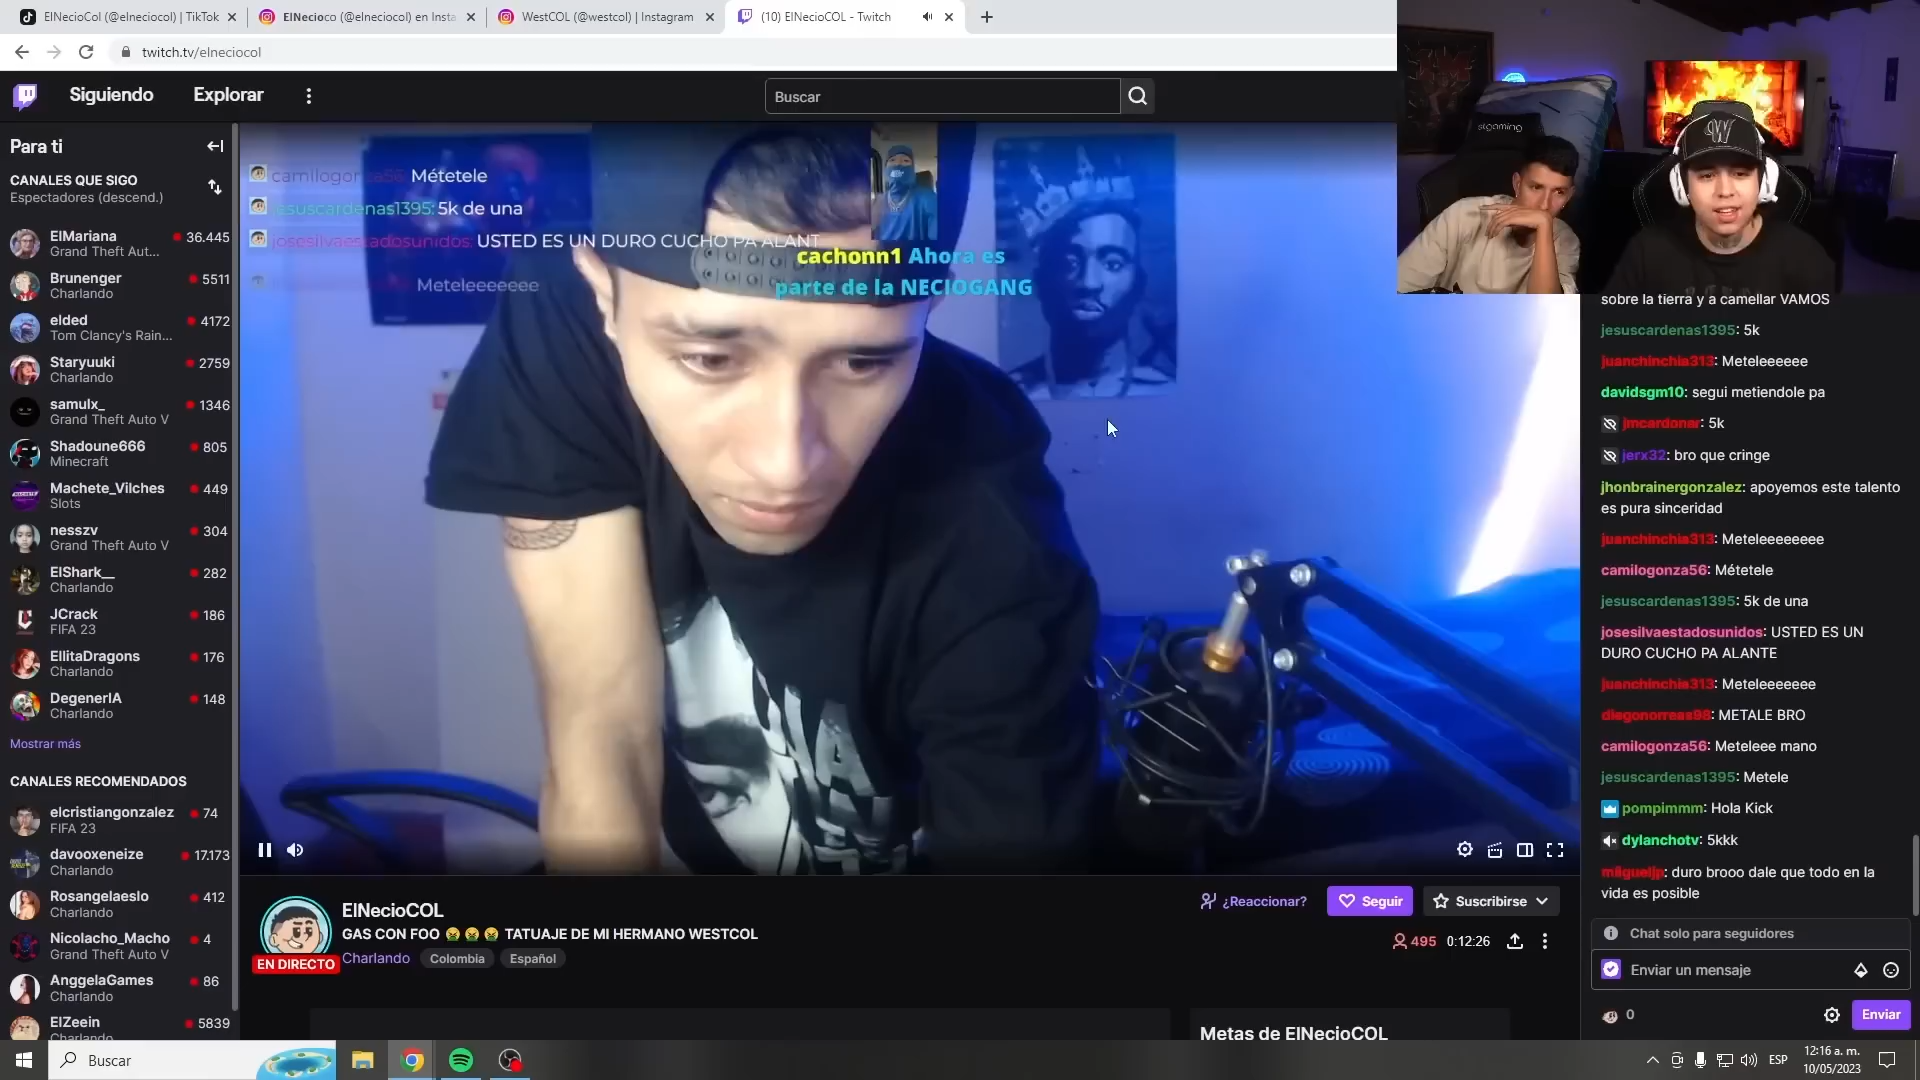 ElNecioCol (@elneciocol) | TikTok
ElNecioco (@elneciocol) en Insta
WestCOL (@westcol) | Instagram
(10) ElNecioCOL - Twitch
twitch.tv/elneciocol
Siguiendo
Explorar
Buscar
Para ti
CANALES QUE SIGO
Espectadores (descend.)
ElMariana 36.445
Grand Theft Aut...
Brunenger 5511
Charlando
elded 4172
Tom Clancy's Rain...
Staryuuki 2759
Charlando
samulx_ 1346
Grand Theft Auto V
Shadoune666 805
Minecraft
Machete_Vilches 449
Slots
nesszv 304
Grand Theft Auto V
ElShark__ 282
Charlando
JCrack 186
FIFA 23
EllitaDragons 176
Charlando
DegenerIA 148
Charlando
Mostrar más
CANALES RECOMENDADOS
elcristiangonzalez 74
FIFA 23
davooxeneize 17.173
Charlando
Rosangelaeslo 412
Charlando
Nicolacho_Macho 4
Charlando
AnggelaGames 86
Charlando
ElZeein 5839
Charlando
camilogonza56: Métetele
jesuscardenas1395: 5k de una
josesilvaestadosunidos: USTED ES UN DURO CUCHO PA ALANT
Meteleeeeeee
cachonn1 Ahora es
parte de la NECIOGANG
ElNecioCOL
GAS CON FOO 🤮 🤮 🤮 TATUAJE DE MI HERMANO WESTCOL
EN DIRECTO
Charlando
Colombia
Español
¿Reaccionar?
Seguir
Suscribirse
495
0:12:26
Metas de ElNecioCOL
stgaming
W
sobre la tierra y a camellar VAMOS
jesuscardenas1395: 5k
juanchinchia313: Meteleeeeee
davidsgm10: segui metiendole pa
jmcardonar: 5k
jerx32: bro que cringe
jhonbrainergonzalez: apoyemos este talento
es pura sinceridad
juanchinchia313: Meteleeeeeeee
camilogonza56: Métetele
jesuscardenas1395: 5k de una
josesilvaestadosunidos: USTED ES UN
DURO CUCHO PA ALANTE
juanchinchia313: Meteleeeeeee
diegonorreas98: METALE BRO
camilogonza56: Meteleee mano
jesuscardenas1395: Metele
pompimmm: Hola Kick
dylanchotv: 5kkk
miigueljp: duro brooo dale que todo en la
vida es posible
Chat solo para seguidores
Enviar un mensaje
0
Enviar
Buscar
ESP
12:16 a. m.
10/05/2023